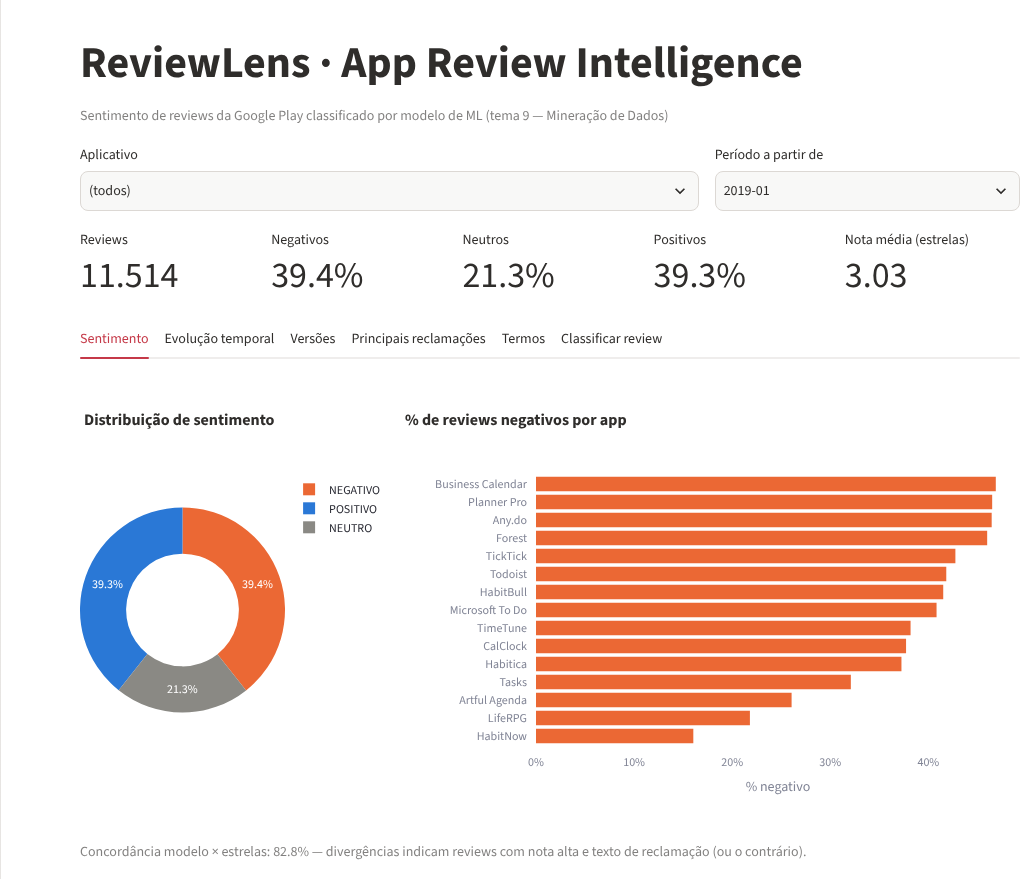 ReviewLens · App Review Intelligence
Sentimento de reviews da Google Play classificado por modelo de ML (tema 9 — Mineração de Dados)
Aplicativo
Período a partir de
(todos)
2019-01
Reviews
Negativos
Neutros
Positivos
Nota média (estrelas)
11.514
39.4%
21.3%
39.3%
3.03
Sentimento
Evolução temporal
Versões
Principais reclamações
Termos
Classificar review
Distribuição de sentimento
NEGATIVO
POSITIVO
NEUTRO
39.3%
39.4%
21.3%
% de reviews negativos por app
Business Calendar
Planner Pro
Any.do
Forest
TickTick
Todoist
HabitBull
Microsoft To Do
TimeTune
CalClock
Habitica
Tasks
Artful Agenda
LifeRPG
HabitNow
0%
10%
20%
30%
40%
% negativo
Concordância modelo × estrelas: 82.8% — divergências indicam reviews com nota alta e texto de reclamação (ou o contrário).